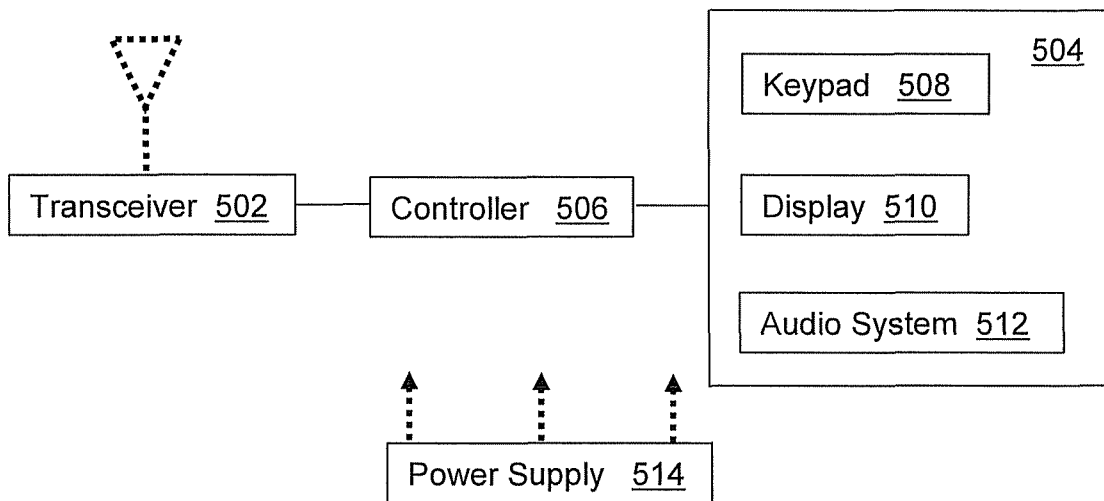 504
Keypad 508
Transceiver 502
Controller 506
Display 510
Audio System 512
Power Supply 514